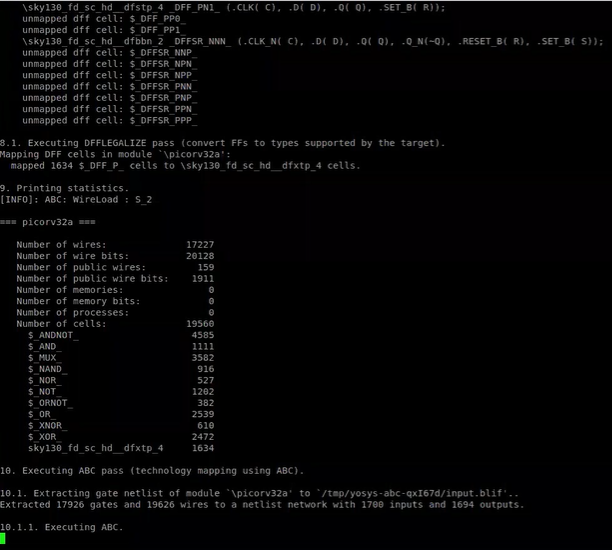 \sky130_fd_sc_hd__dfstp_4 _DFF_PN1_ (.CLK( C), .D( D), .Q( Q), .SET_B( R));
unmapped dff cell: $_DFF_PP0_
unmapped dff cell: $_DFF_PP1_
\sky130_fd_sc_hd__dfbbn_2 _DFFSR_NNN_ (.CLK_N( C), .D( D), .Q( Q), .Q_N(~Q), .RESET_B( R), .SET_B( S));
unmapped dff cell: $_DFFSR_NNP_
unmapped dff cell: $_DFFSR_NPN_
unmapped dff cell: $_DFFSR_NPP_
unmapped dff cell: $_DFFSR_PNN_
unmapped dff cell: $_DFFSR_PNP_
unmapped dff cell: $_DFFSR_PPN_
unmapped dff cell: $_DFFSR_PPP_
8.1. Executing DFFLEGALIZE pass (convert FFs to types supported by the target).
Mapping DFF cells in module `\picorv32a':
mapped 1634 $_DFF_P_ cells to \sky130_fd_sc_hd__dfxtp_4 cells.
9. Printing statistics.
[INFO]: ABC: WireLoad : S_2
=== picorv32a ===
Number of wires: 17227
Number of wire bits: 20128
Number of public wires: 159
Number of public wire bits: 1911
Number of memories: 0
Number of memory bits: 0
Number of processes: 0
Number of cells: 19560
$_ANDNOT_ 4585
$_AND_ 1111
$_MUX_ 3582
$_NAND_ 916
$_NOR_ 527
$_NOT_ 1202
$_ORNOT_ 382
$_OR_ 2539
$_XNOR_ 610
$_XOR_ 2472
sky130_fd_sc_hd__dfxtp_4 1634
10. Executing ABC pass (technology mapping using ABC).
10.1. Extracting gate netlist of module `\picorv32a' to `/tmp/yosys-abc-qxI67d/input.blif'..
Extracted 17926 gates and 19626 wires to a netlist network with 1700 inputs and 1694 outputs.
10.1.1. Executing ABC.